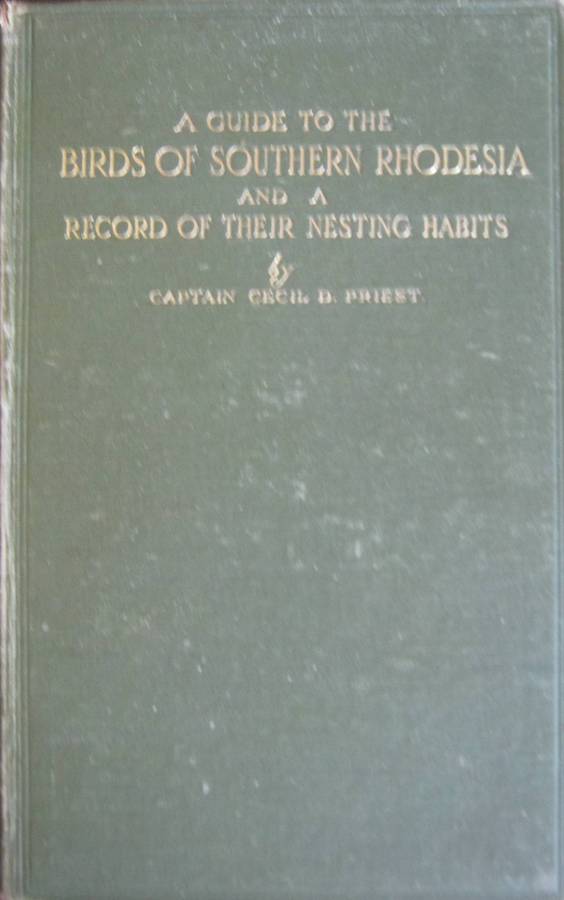 A GUIDE TO THE
BIRDS OF SOUTHERN RHODESIA
AND A
RECORD OF THEIR NESTING HABITS
by
CAPTAIN CECIL D. PRIEST.